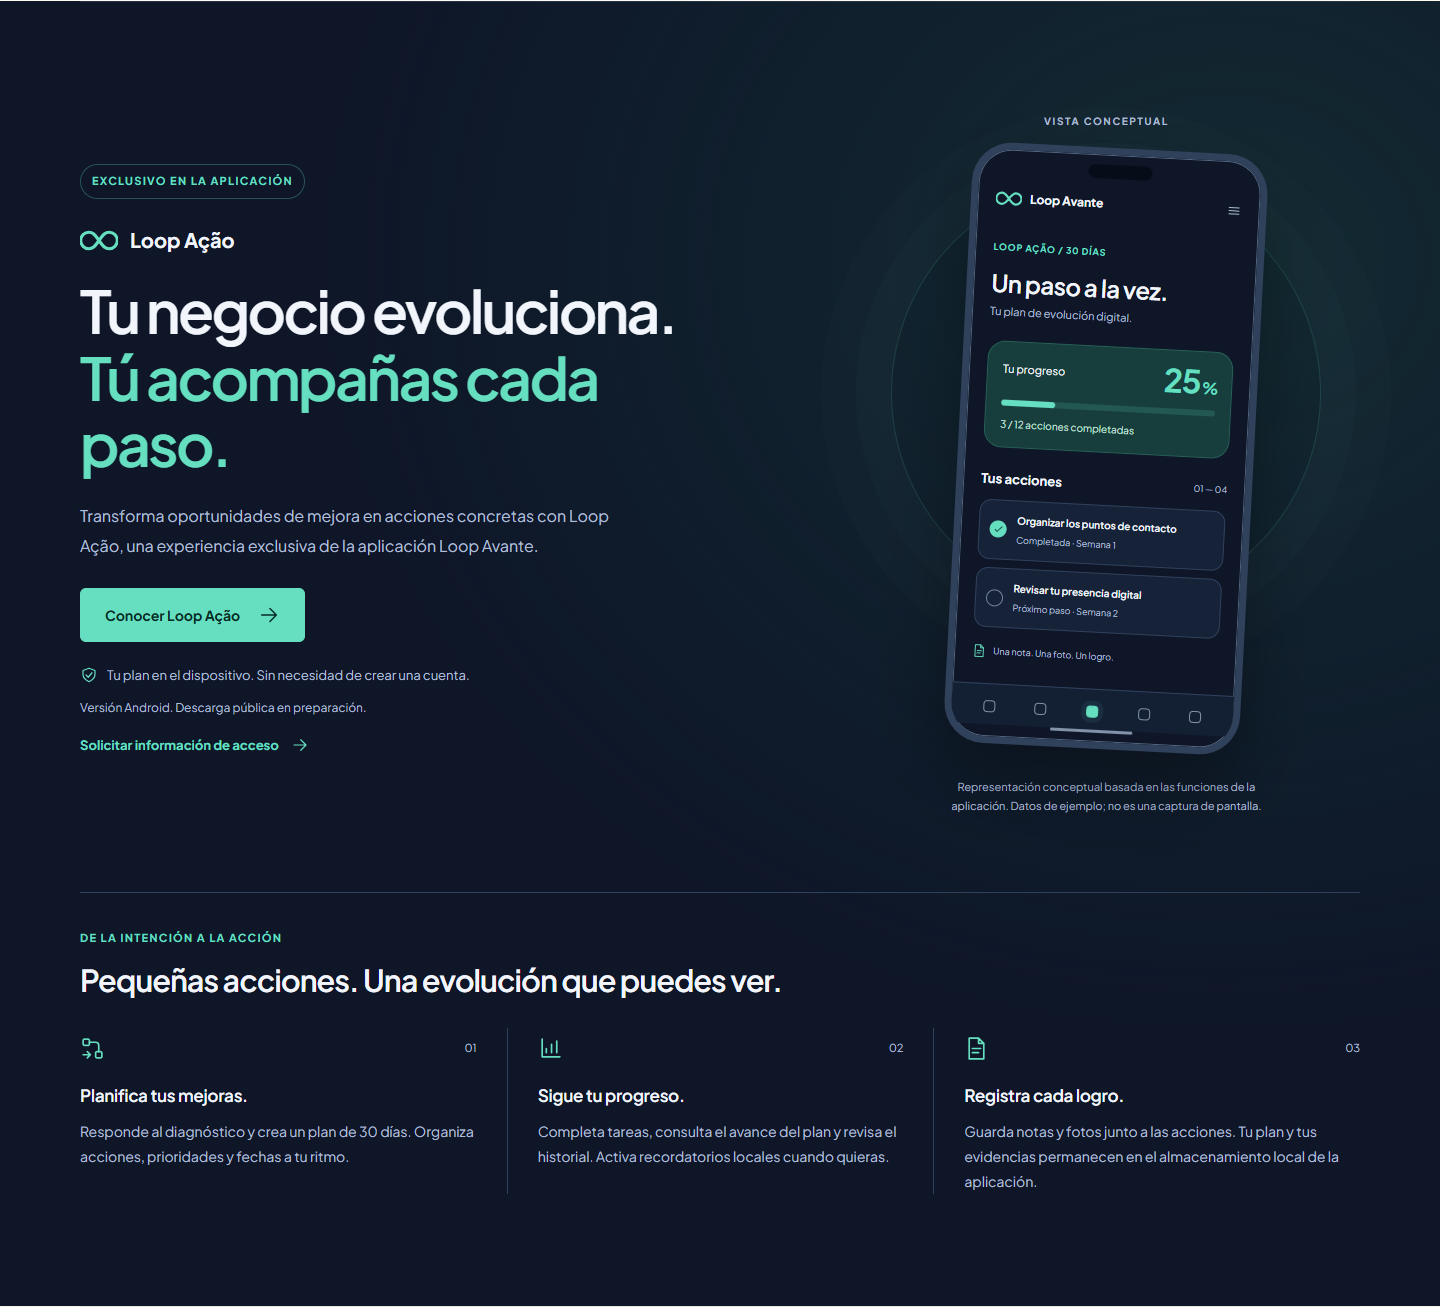 EXCLUSIVO EN LA APLICACIÓN
Loop Ação
Tu negocio evoluciona.
Tú acompañas cada
paso.
Transforma oportunidades de mejora en acciones concretas con Loop
Ação, una experiencia exclusiva de la aplicación Loop Avante.
Conocer Loop Ação
Tu plan en el dispositivo. Sin necesidad de crear una cuenta.
Versión Android. Descarga pública en preparación.
Solicitar información de acceso
VISTA CONCEPTUAL
Loop Avante
LOOP AÇÃO / 30 DÍAS
Un paso a la vez.
Tu plan de evolución digital.
Tu progreso
25%
3 / 12 acciones completadas
Tus acciones
01 — 04
Organizar los puntos de contacto
Completada · Semana 1
Revisar tu presencia digital
Próximo paso · Semana 2
Una nota. Una foto. Un logro.
Representación conceptual basada en las funciones de la
aplicación. Datos de ejemplo; no es una captura de pantalla.
DE LA INTENCIÓN A LA ACCIÓN
Pequeñas acciones. Una evolución que puedes ver.
01
Planifica tus mejoras.
Responde al diagnóstico y crea un plan de 30 días. Organiza
acciones, prioridades y fechas a tu ritmo.
02
Sigue tu progreso.
Completa tareas, consulta el avance del plan y revisa el
historial. Activa recordatorios locales cuando quieras.
03
Registra cada logro.
Guarda notas y fotos junto a las acciones. Tu plan y tus
evidencias permanecen en el almacenamiento local de la
aplicación.